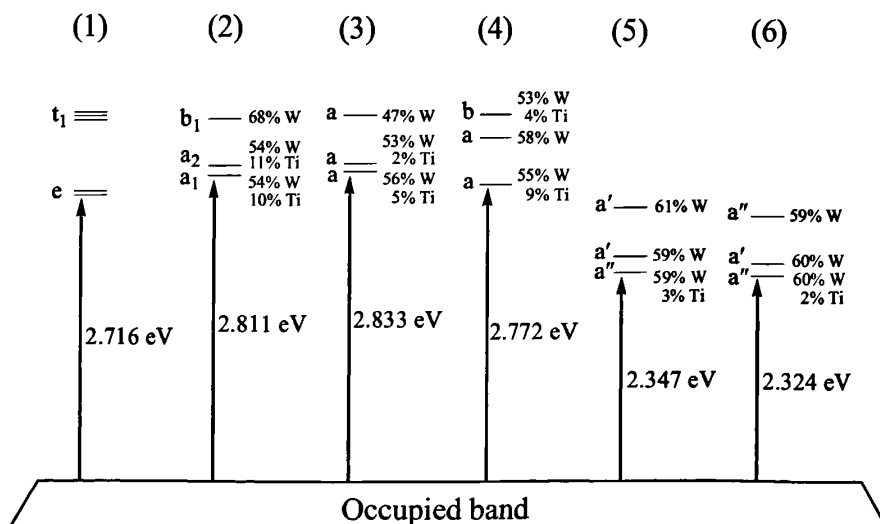 (1) (2) (3) (4) (5) (6)
t₁
e
2.716 eV
b₁ 68% W
54% W
a₂ 11% Ti
a₁ 54% W
10% Ti
2.811 eV
a 47% W
53% W
a 2% Ti
a 56% W
5% Ti
2.833 eV
53% W
b 4% Ti
a 58% W
55% W
a 9% Ti
2.772 eV
a′ 61% W
a′ 59% W
a″ 59% W
3% Ti
2.347 eV
a″ 59% W
a′ 60% W
a″ 60% W
2% Ti
2.324 eV
Occupied band